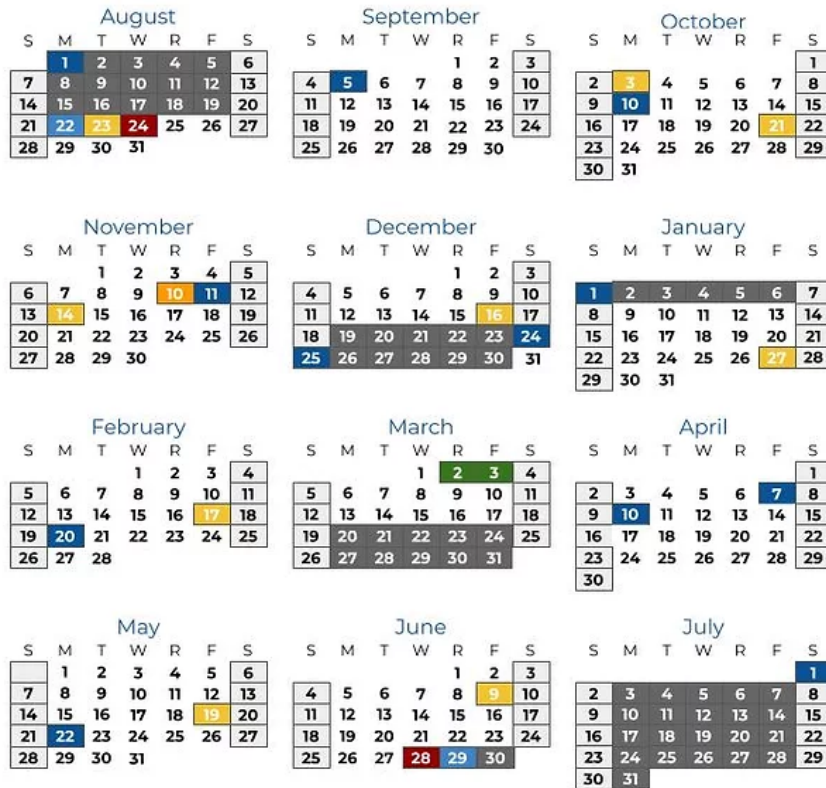 August
S M T W R F S
1 2 3 4 5 6
7 8 9 10 11 12 13
14 15 16 17 18 19 20
21 22 23 24 25 26 27
28 29 30 31
September
S M T W R F S
1 2 3
4 5 6 7 8 9 10
11 12 13 14 15 16 17
18 19 20 21 22 23 24
25 26 27 28 29 30
October
S M T W R F S
1
2 3 4 5 6 7 8
9 10 11 12 13 14 15
16 17 18 19 20 21 22
23 24 25 26 27 28 29
30 31
November
S M T W R F S
1 2 3 4 5
6 7 8 9 10 11 12
13 14 15 16 17 18 19
20 21 22 23 24 25 26
27 28 29 30
December
S M T W R F S
1 2 3
4 5 6 7 8 9 10
11 12 13 14 15 16 17
18 19 20 21 22 23 24
25 26 27 28 29 30 31
January
S M T W R F S
1 2 3 4 5 6 7
8 9 10 11 12 13 14
15 16 17 18 19 20 21
22 23 24 25 26 27 28
29 30 31
February
S M T W R F S
1 2 3 4
5 6 7 8 9 10 11
12 13 14 15 16 17 18
19 20 21 22 23 24 25
26 27 28
March
S M T W R F S
1 2 3 4
5 6 7 8 9 10 11
12 13 14 15 16 17 18
19 20 21 22 23 24 25
26 27 28 29 30 31
April
S M T W R F S
1
2 3 4 5 6 7 8
9 10 11 12 13 14 15
16 17 18 19 20 21 22
23 24 25 26 27 28 29
30
May
S M T W R F S
1 2 3 4 5 6
7 8 9 10 11 12 13
14 15 16 17 18 19 20
21 22 23 24 25 26 27
28 29 30 31
June
S M T W R F S
1 2 3
4 5 6 7 8 9 10
11 12 13 14 15 16 17
18 19 20 21 22 23 24
25 26 27 28 29 30
July
S M T W R F S
1
2 3 4 5 6 7 8
9 10 11 12 13 14 15
16 17 18 19 20 21 22
23 24 25 26 27 28 29
30 31